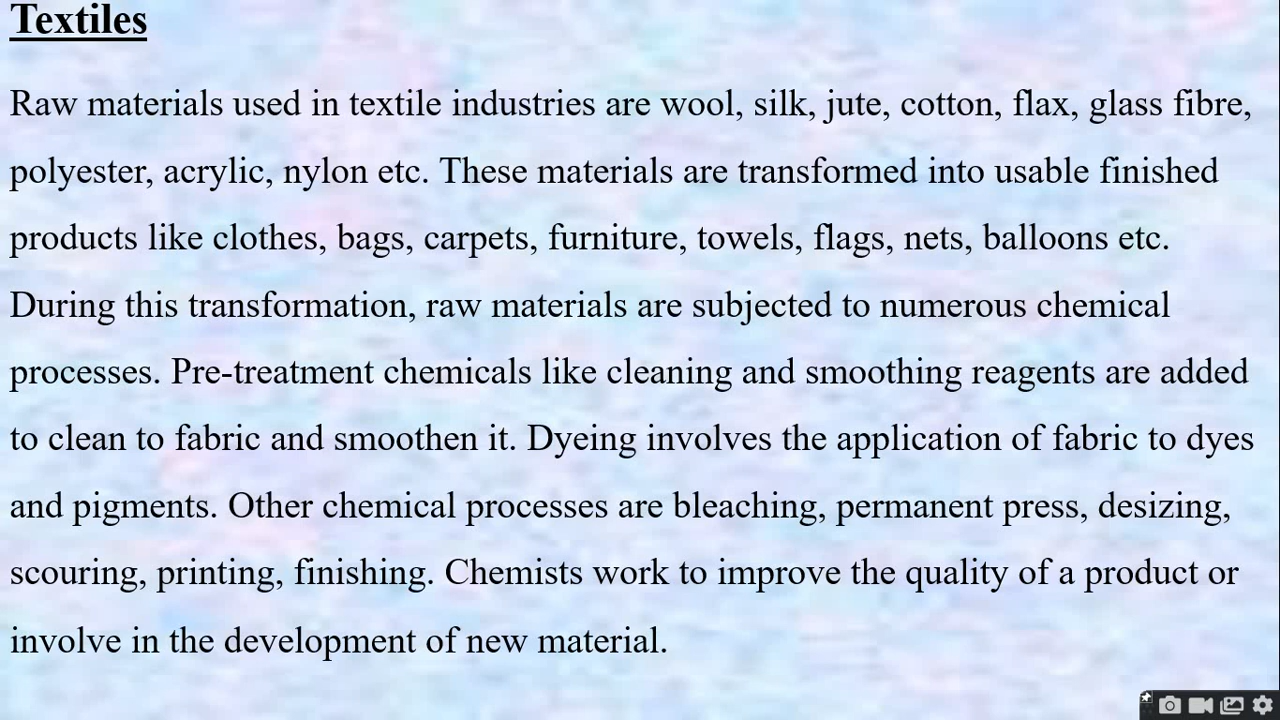 Textiles
Raw materials used in textile industries are wool, silk, jute, cotton, flax, glass fibre,
polyester, acrylic, nylon etc. These materials are transformed into usable finished
products like clothes, bags, carpets, furniture, towels, flags, nets, balloons etc.
During this transformation, raw materials are subjected to numerous chemical
processes. Pre-treatment chemicals like cleaning and smoothing reagents are added
to clean to fabric and smoothen it. Dyeing involves the application of fabric to dyes
and pigments. Other chemical processes are bleaching, permanent press, desizing,
scouring, printing, finishing. Chemists work to improve the quality of a product or
involve in the development of new material.